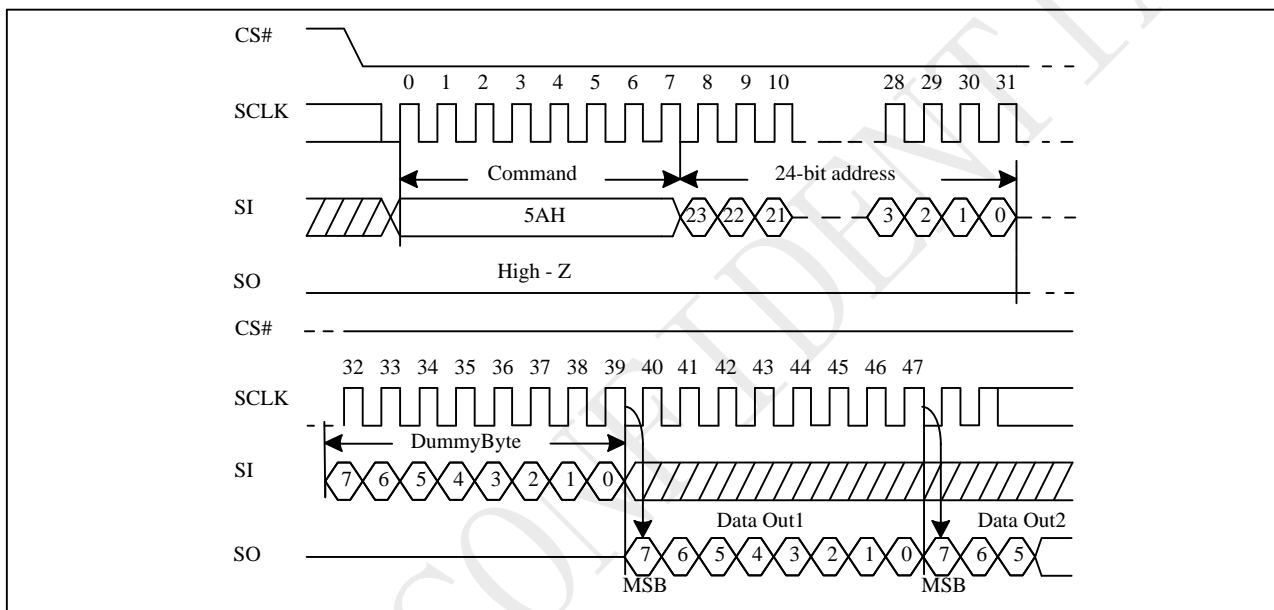 CS#
0 1 2 3 4 5 6 7 8 9 10 28 29 30 31
SCLK
Command 24-bit address
SI 5AH 23 22 21 3 2 1 0
High - Z
SO
CS#
32 33 34 35 36 37 38 39 40 41 42 43 44 45 46 47
SCLK
DummyByte
SI 7 6 5 4 3 2 1 0
Data Out1 Data Out2
SO 7 6 5 4 3 2 1 0 7 6 5
MSB MSB
CONFIDENTIA